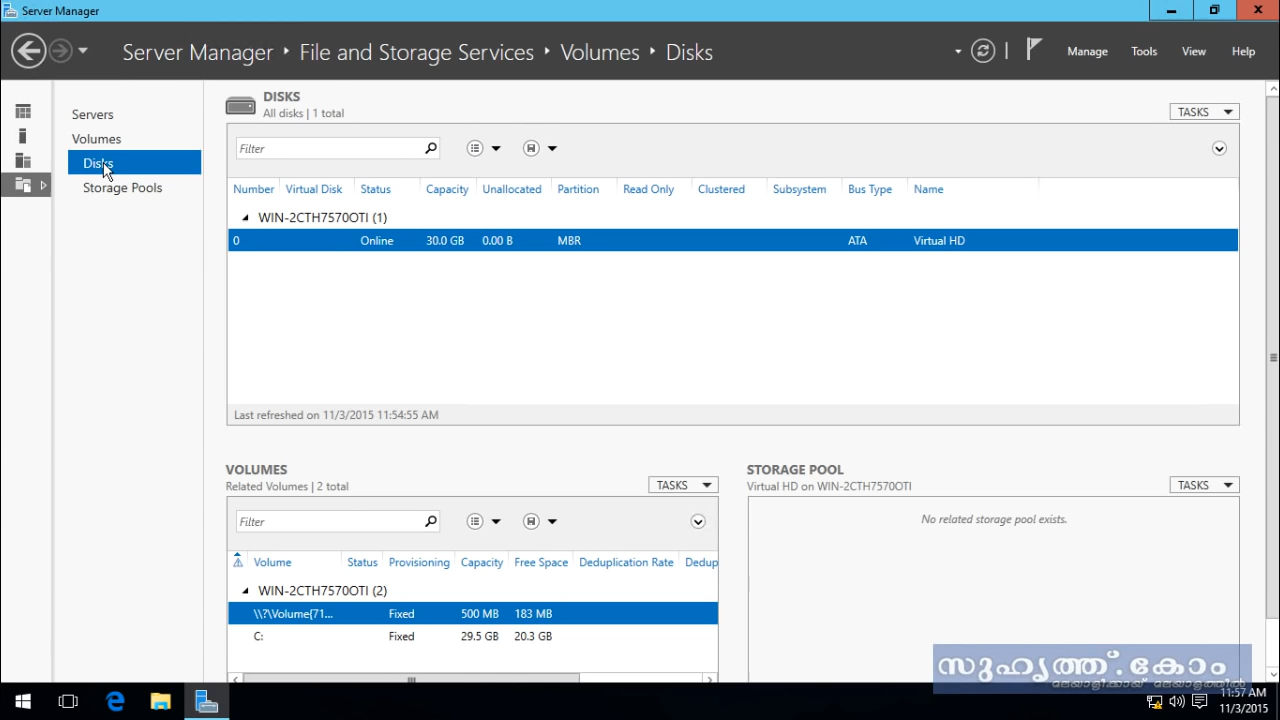 Server Manager
Server Manager ‣ File and Storage Services ‣ Volumes ‣ Disks
Manage Tools View Help
Servers
Volumes
Disks
Storage Pools
DISKS
All disks | 1 total
TASKS
Filter
Number Virtual Disk Status Capacity Unallocated Partition Read Only Clustered Subsystem Bus Type Name
WIN-2CTH7570OTI (1)
0 Online 30.0 GB 0.00 B MBR ATA Virtual HD
Last refreshed on 11/3/2015 11:54:55 AM
VOLUMES
Related Volumes | 2 total
TASKS
Filter
Volume Status Provisioning Capacity Free Space Deduplication Rate Dedup
WIN-2CTH7570OTI (2)
\\?\Volume{71... Fixed 500 MB 183 MB
C: Fixed 29.5 GB 20.3 GB
STORAGE POOL
Virtual HD on WIN-2CTH7570OTI
TASKS
No related storage pool exists.
സുഹൃത്ത്.കോം
മലയാളിക്കായ് മലയാളത്തിൽ
11:57 AM
11/3/2015